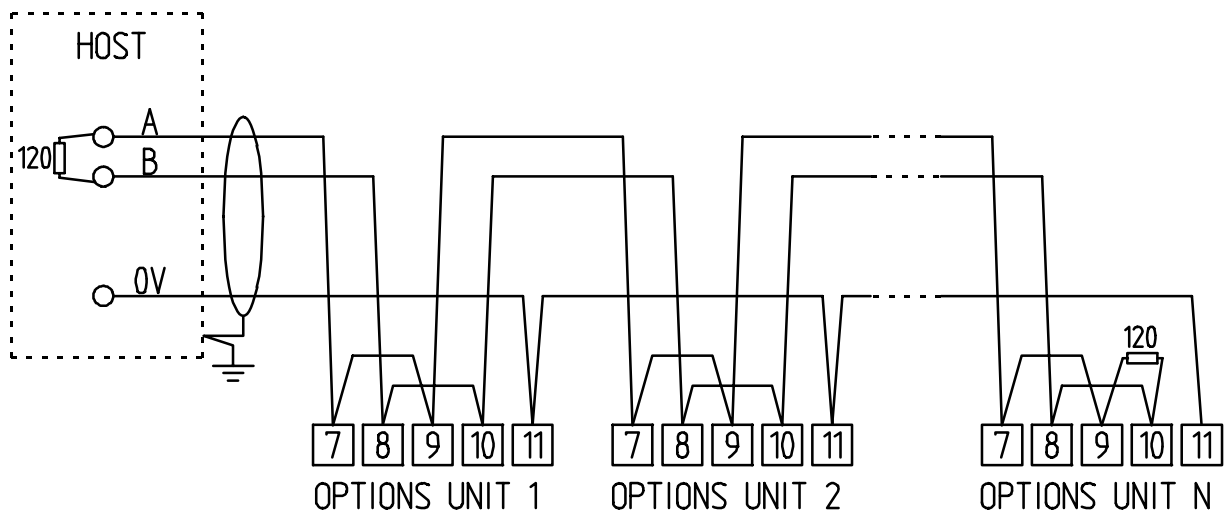 HOST
A
120
B
0V
120
7 8 9 10 11
7 8 9 10 11
7 8 9 10 11
OPTIONS UNIT 1
OPTIONS UNIT 2
OPTIONS UNIT N